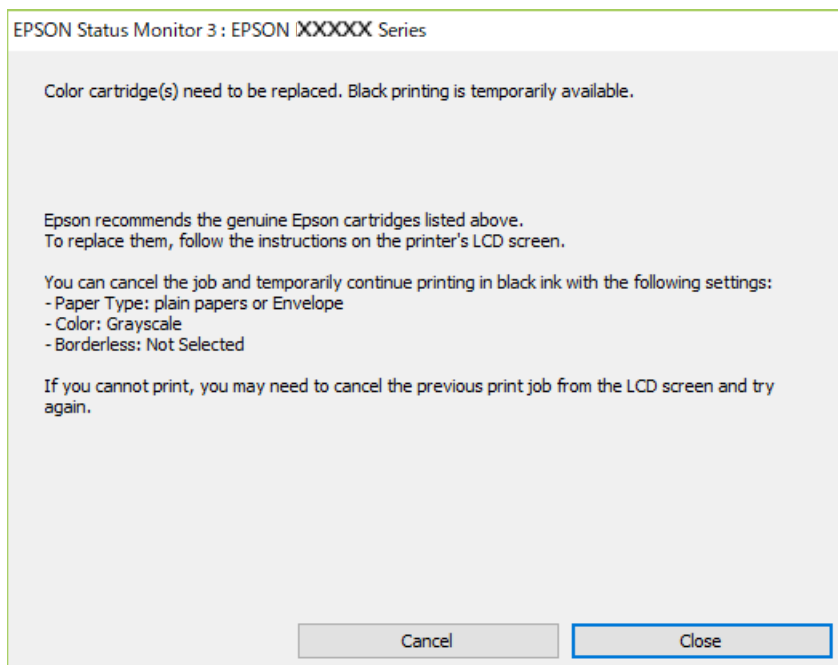 EPSON Status Monitor 3 : EPSON XXXXX Series
Color cartridge(s) need to be replaced. Black printing is temporarily available.
Epson recommends the genuine Epson cartridges listed above.
To replace them, follow the instructions on the printer's LCD screen.
You can cancel the job and temporarily continue printing in black ink with the following settings:
- Paper Type: plain papers or Envelope
- Color: Grayscale
- Borderless: Not Selected
If you cannot print, you may need to cancel the previous print job from the LCD screen and try
again.
Cancel
Close